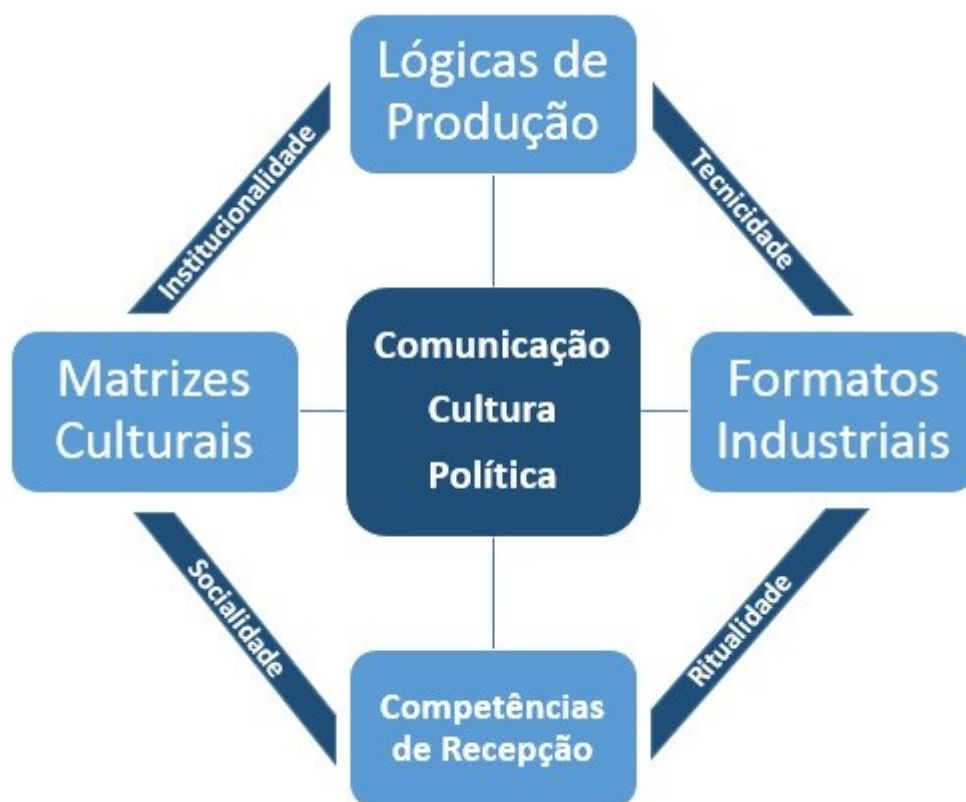 Lógicas de
Produção
Institucionalidade
Tecnicidade
Matrizes
Culturais
Comunicação
Cultura
Política
Formatos
Industriais
Socialidade
Ritualidade
Competências
de Recepção